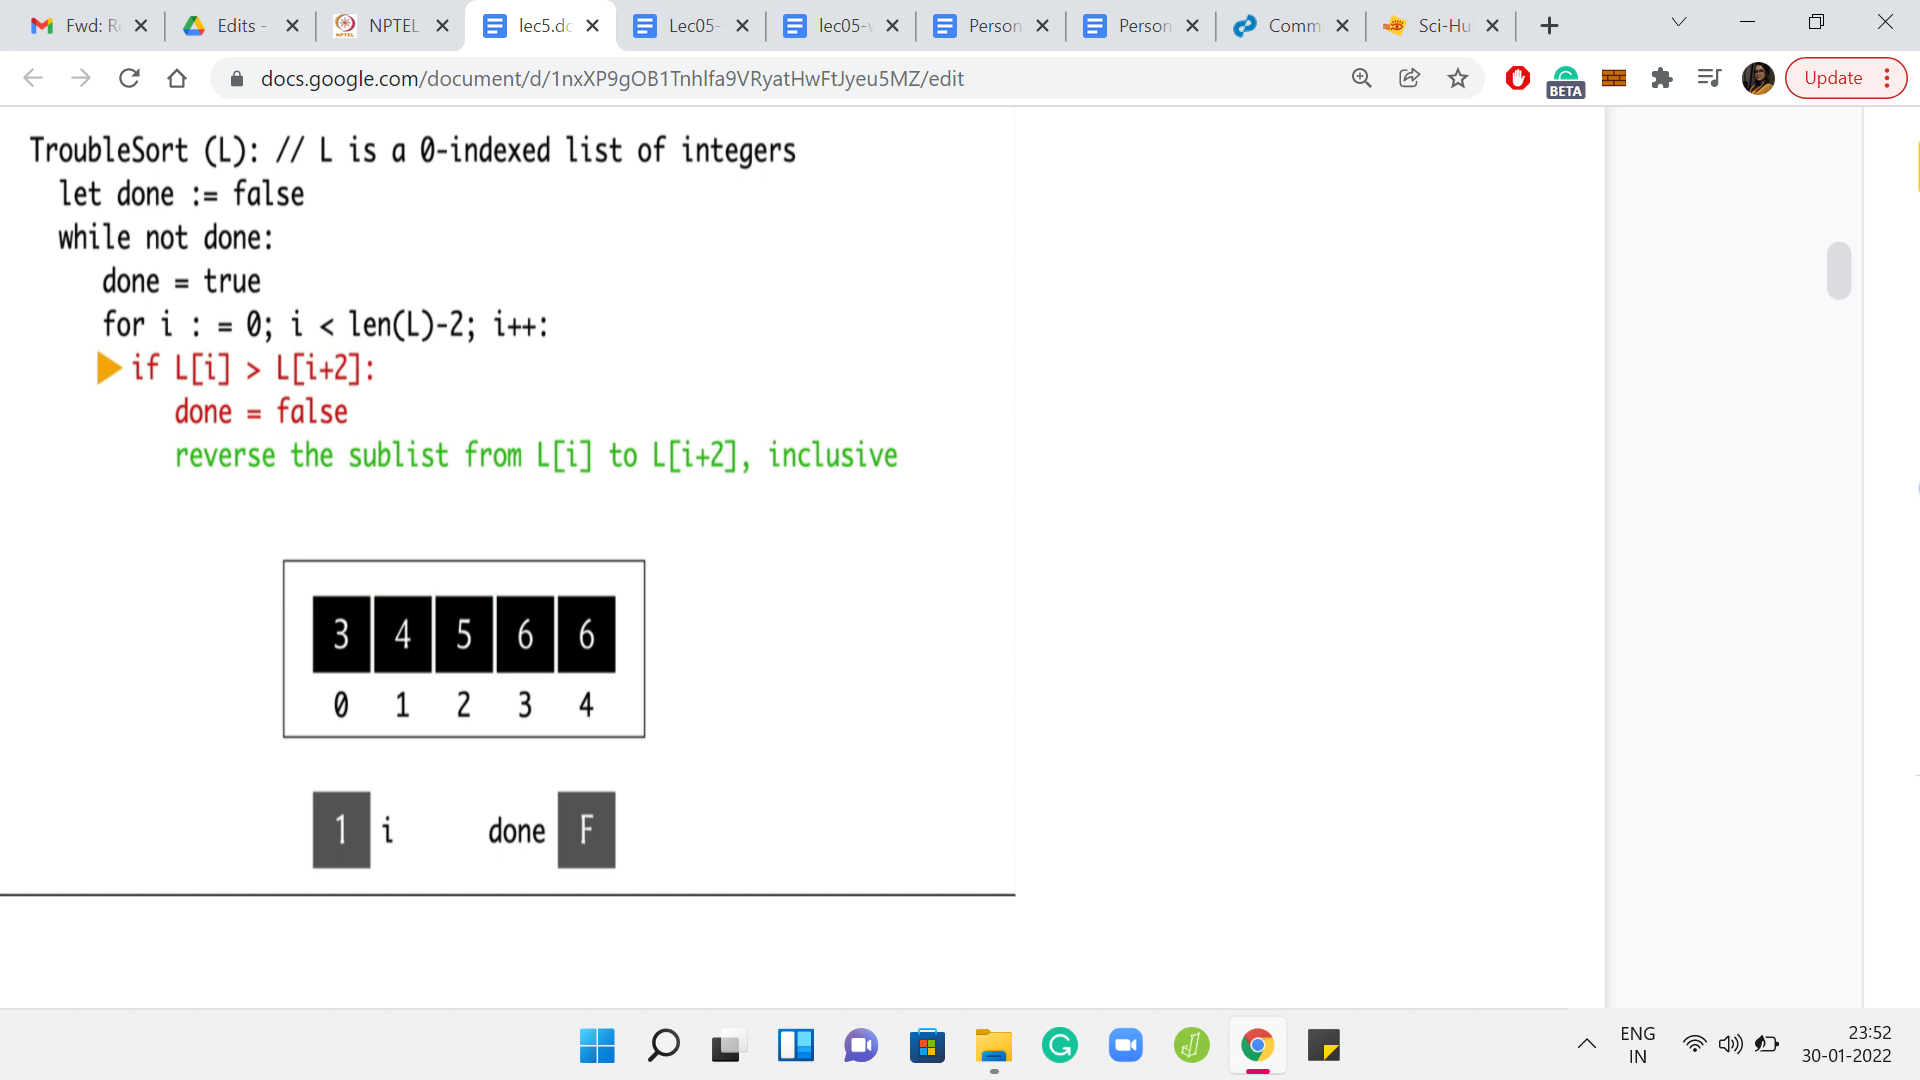 Fwd: Re
Edits -
NPTEL
lec5.dc
Lec05-
lec05-v
Person
Person
Comm
Sci-Hu
docs.google.com/document/d/1nxXP9gOB1Tnhlfa9VRyatHwFtJyeu5MZ/edit
BETA
Update
TroubleSort (L): // L is a 0-indexed list of integers
let done := false
while not done:
done = true
for i : = 0; i < len(L)-2; i++:
if L[i] > L[i+2]:
done = false
reverse the sublist from L[i] to L[i+2], inclusive
3 4 5 6 6
0 1 2 3 4
1 i done F
ENG
IN
23:52
30-01-2022